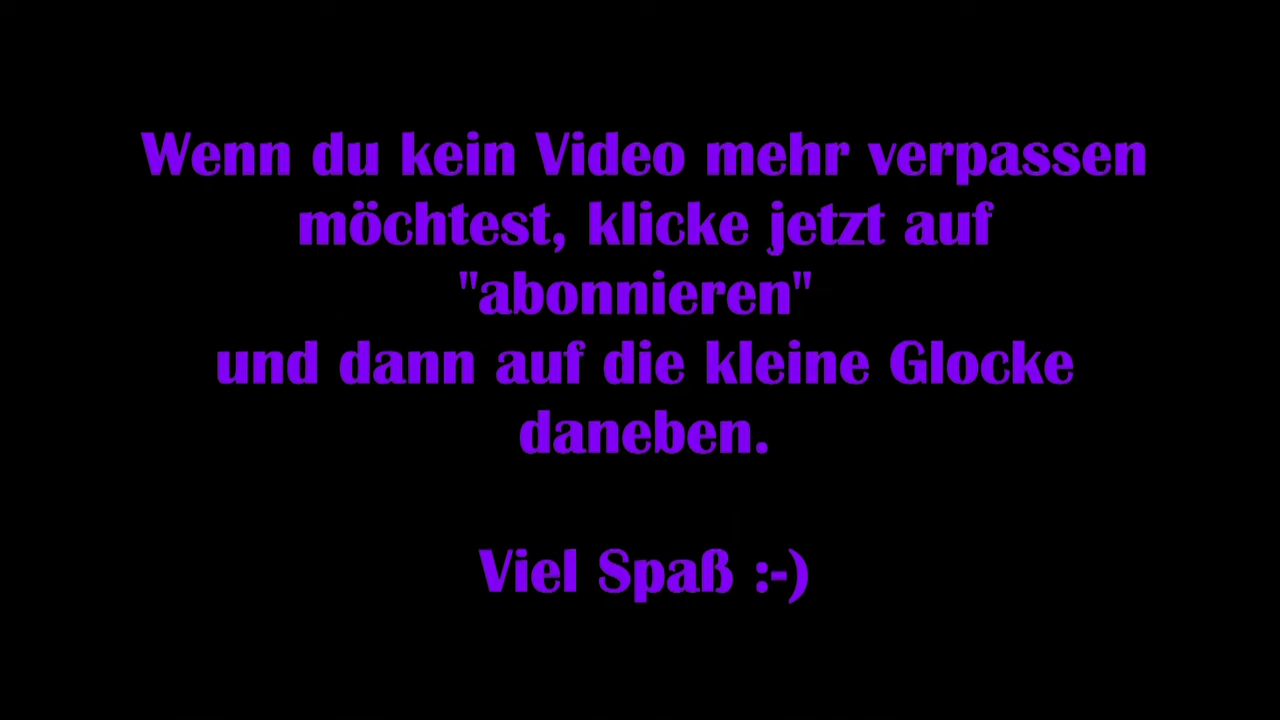 Wenn du kein Video mehr verpassen
möchtest, klicke jetzt auf
"abonnieren"
und dann auf die kleine Glocke
daneben.
Viel Spaß :-)